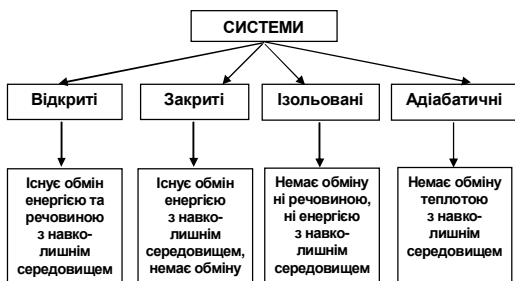 СИСТЕМИ
Відкриті
Закриті
Ізольовані
Адіабатичні
Існує обмін
енергією та
речовиною
з навко-
лишнім
середовищем
Існує обмін
енергією
з навко-
лишнім
середовищем,
немає обміну
Немає обміну
ні речовиною,
ні енергією
з навко-
лишнім
середовищем
Немає обміну
теплотою
з навко-
лишнім
середовищем